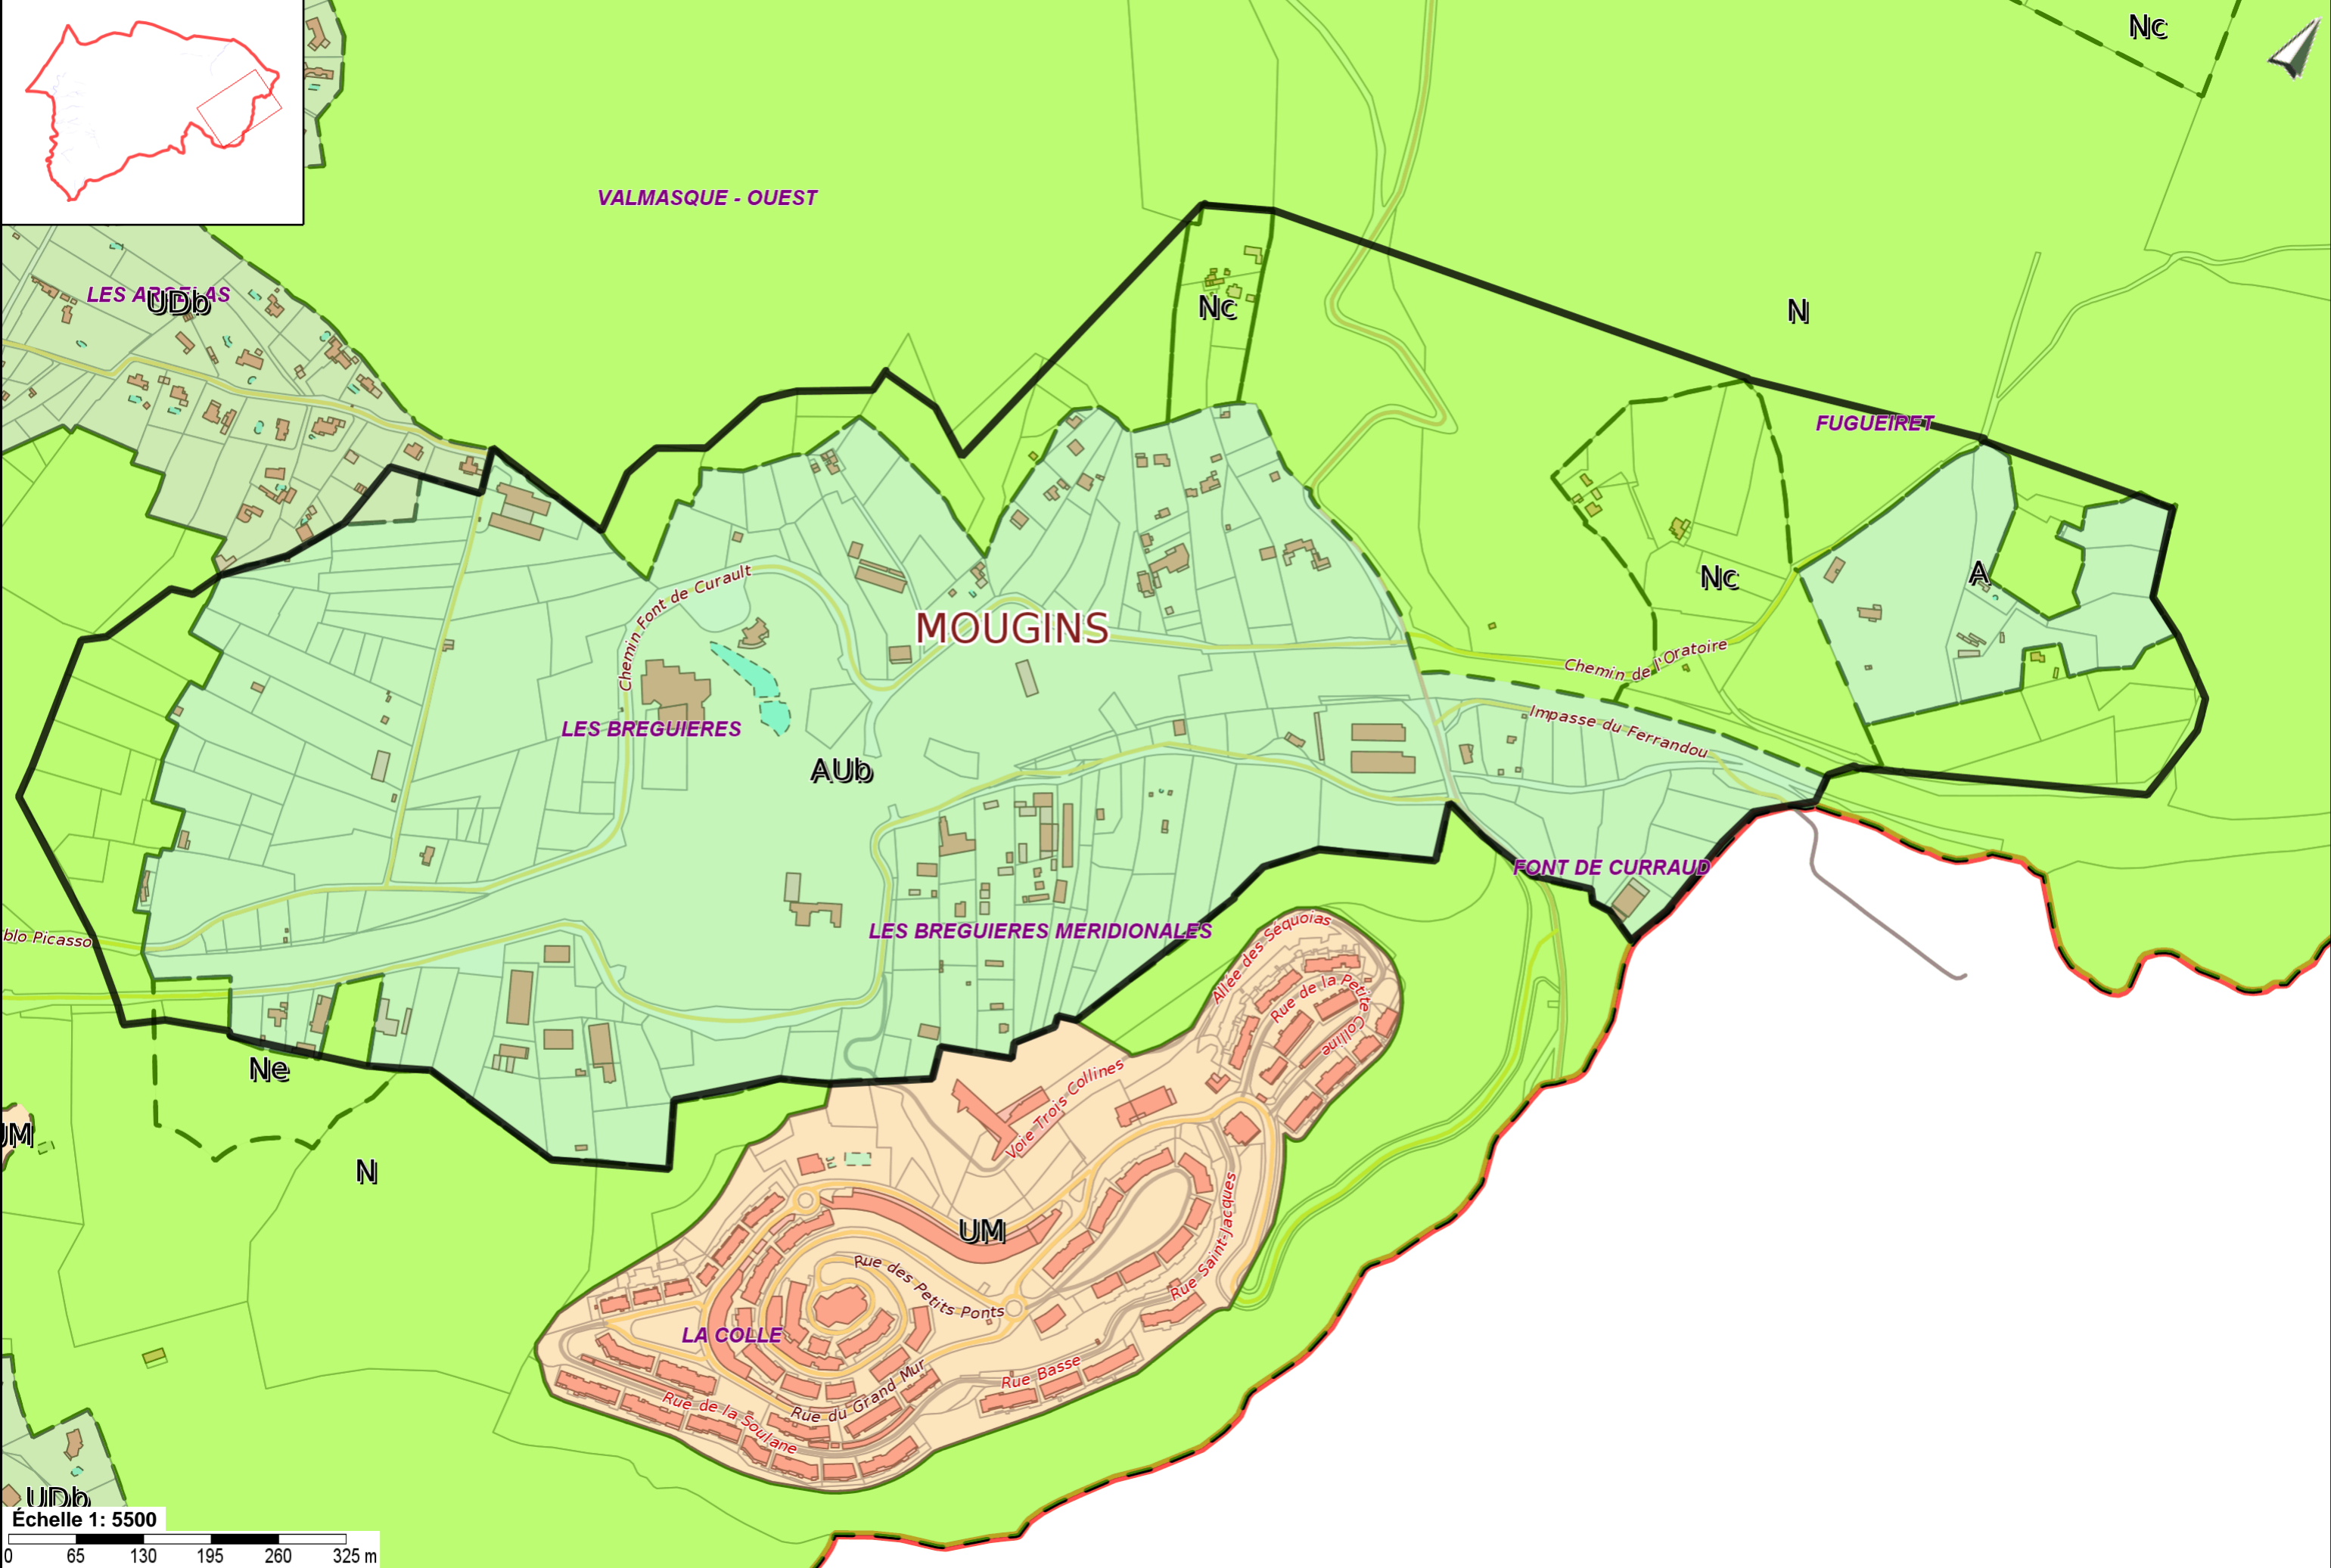 Nc
VALMASQUE - OUEST
LES ARGELAS
UDb
Nc
N
FUGUEIRET
Chemin Font de Curault
Nc
A
MOUGINS
Chemin de l'Oratoire
LES BREGUIERES
Impasse du Ferrandou
AUb
FONT DE CURRAUD
blo Picasso
LES BREGUIERES MERIDIONALES
Allée des Séquoias
Rue de la Petite Colline
Ne
Voie Trois Collines
UM
N
UM
Rue Saint-Jacques
Rue des Petits Ponts
LA COLLE
Rue Basse
Rue du Grand Mur
Rue de la Soulane
UDb
Échelle 1: 5500
0 65 130 195 260 325 m